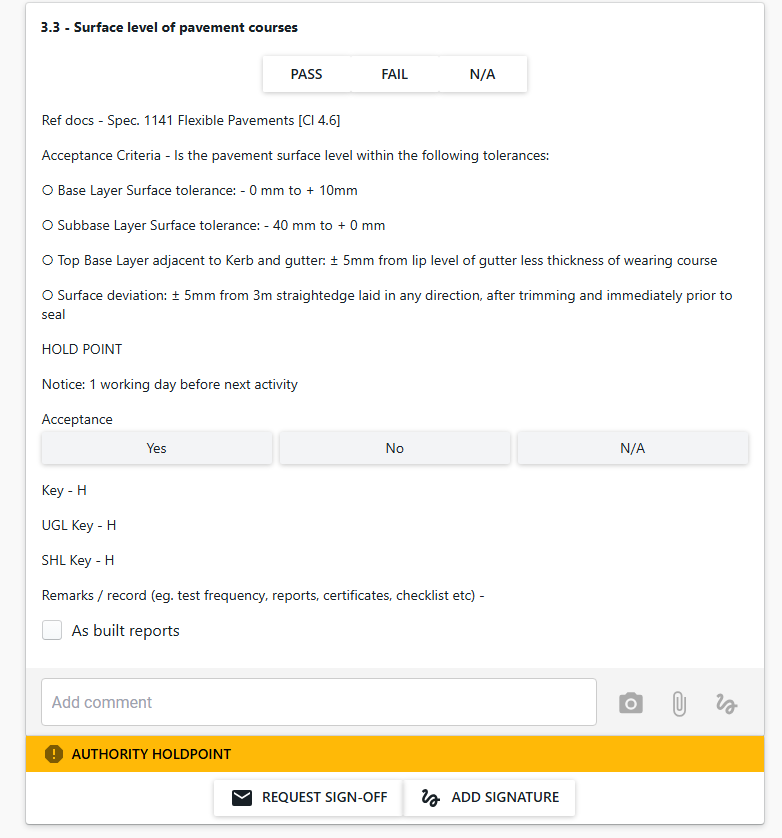 3.3 - Surface level of pavement courses
PASS FAIL N/A
Ref docs - Spec. 1141 Flexible Pavements [Cl 4.6]
Acceptance Criteria - Is the pavement surface level within the following tolerances:
O Base Layer Surface tolerance: - 0 mm to + 10mm
O Subbase Layer Surface tolerance: - 40 mm to + 0 mm
O Top Base Layer adjacent to Kerb and gutter: ± 5mm from lip level of gutter less thickness of wearing course
O Surface deviation: ± 5mm from 3m straightedge laid in any direction, after trimming and immediately prior to
seal
HOLD POINT
Notice: 1 working day before next activity
Acceptance
Yes No N/A
Key - H
UGL Key - H
SHL Key - H
Remarks / record (eg. test frequency, reports, certificates, checklist etc) -
As built reports
Add comment
AUTHORITY HOLDPOINT
REQUEST SIGN-OFF ADD SIGNATURE